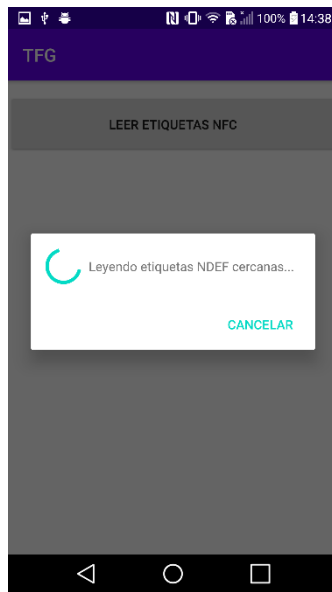 100% 14:38
TFG
LEER ETIQUETAS NFC
Leyendo etiquetas NDEF cercanas...
CANCELAR